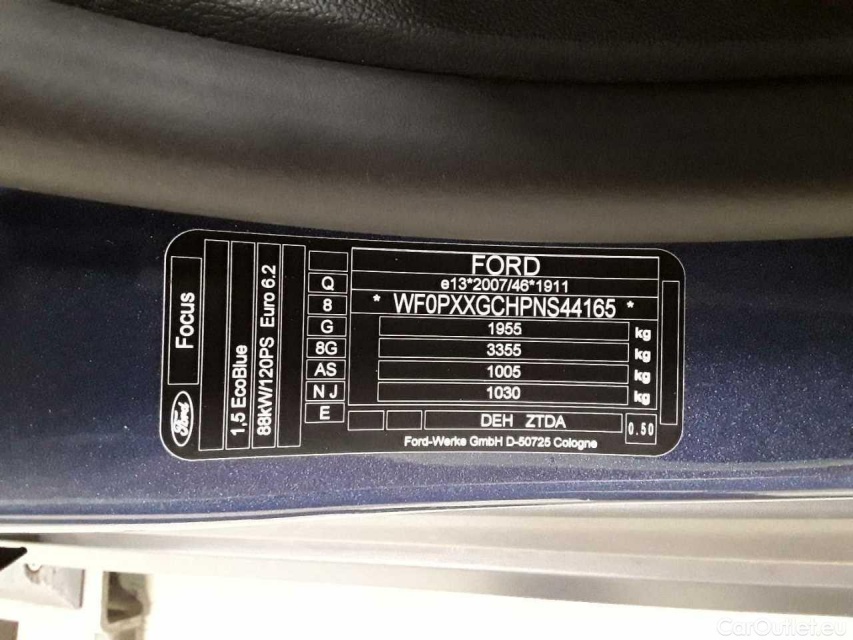 FORD
e13*2007/46*1911
* WF0PXXGCHPNS44165 *
1955 kg
3355 kg
1005 kg
1030 kg
DEH ZTDA
0.50
Ford-Werke GmbH D-50725 Cologne
Q
8
G
8G
AS
N J
E
Focus
Ford
1,5 EcoBlue
88kW/120PS Euro 6.2
CarOutlet.eu